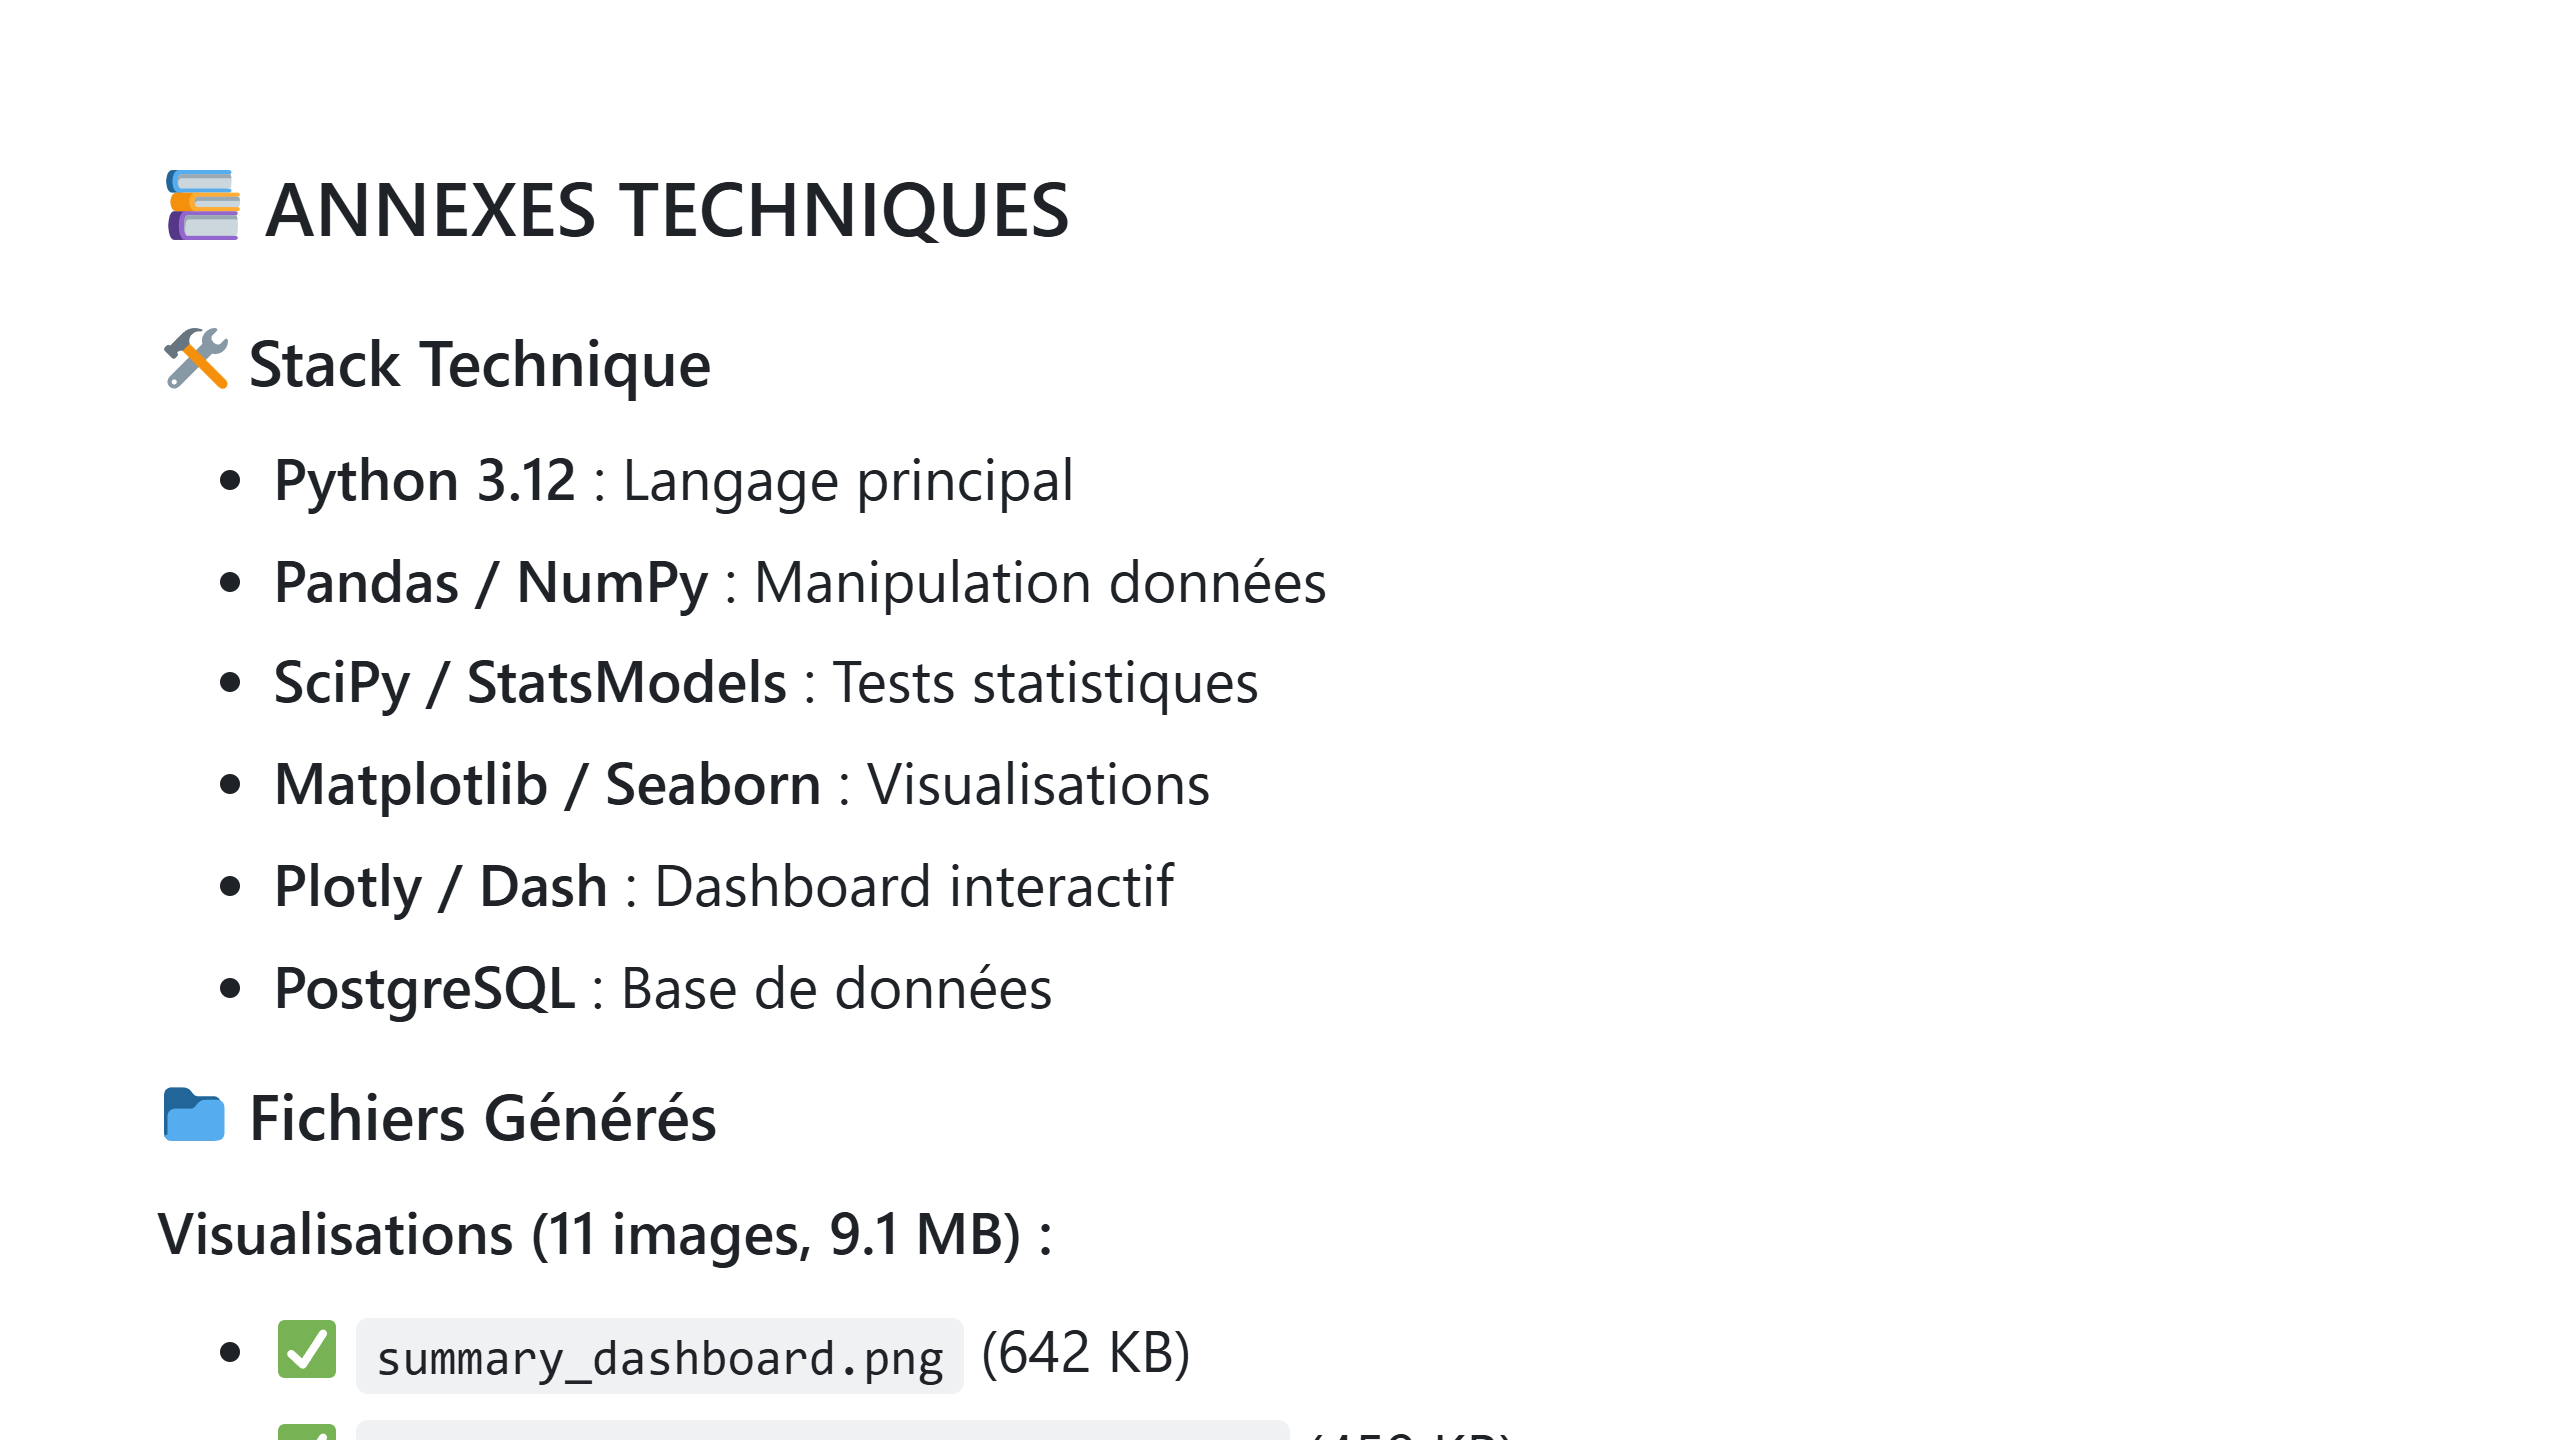 ANNEXES TECHNIQUES
Stack Technique
Python 3.12 : Langage principal
Pandas / NumPy : Manipulation données
SciPy / StatsModels : Tests statistiques
Matplotlib / Seaborn : Visualisations
Plotly / Dash : Dashboard interactif
PostgreSQL : Base de données
Fichiers Générés
Visualisations (11 images, 9.1 MB) :
summary_dashboard.png (642 KB)